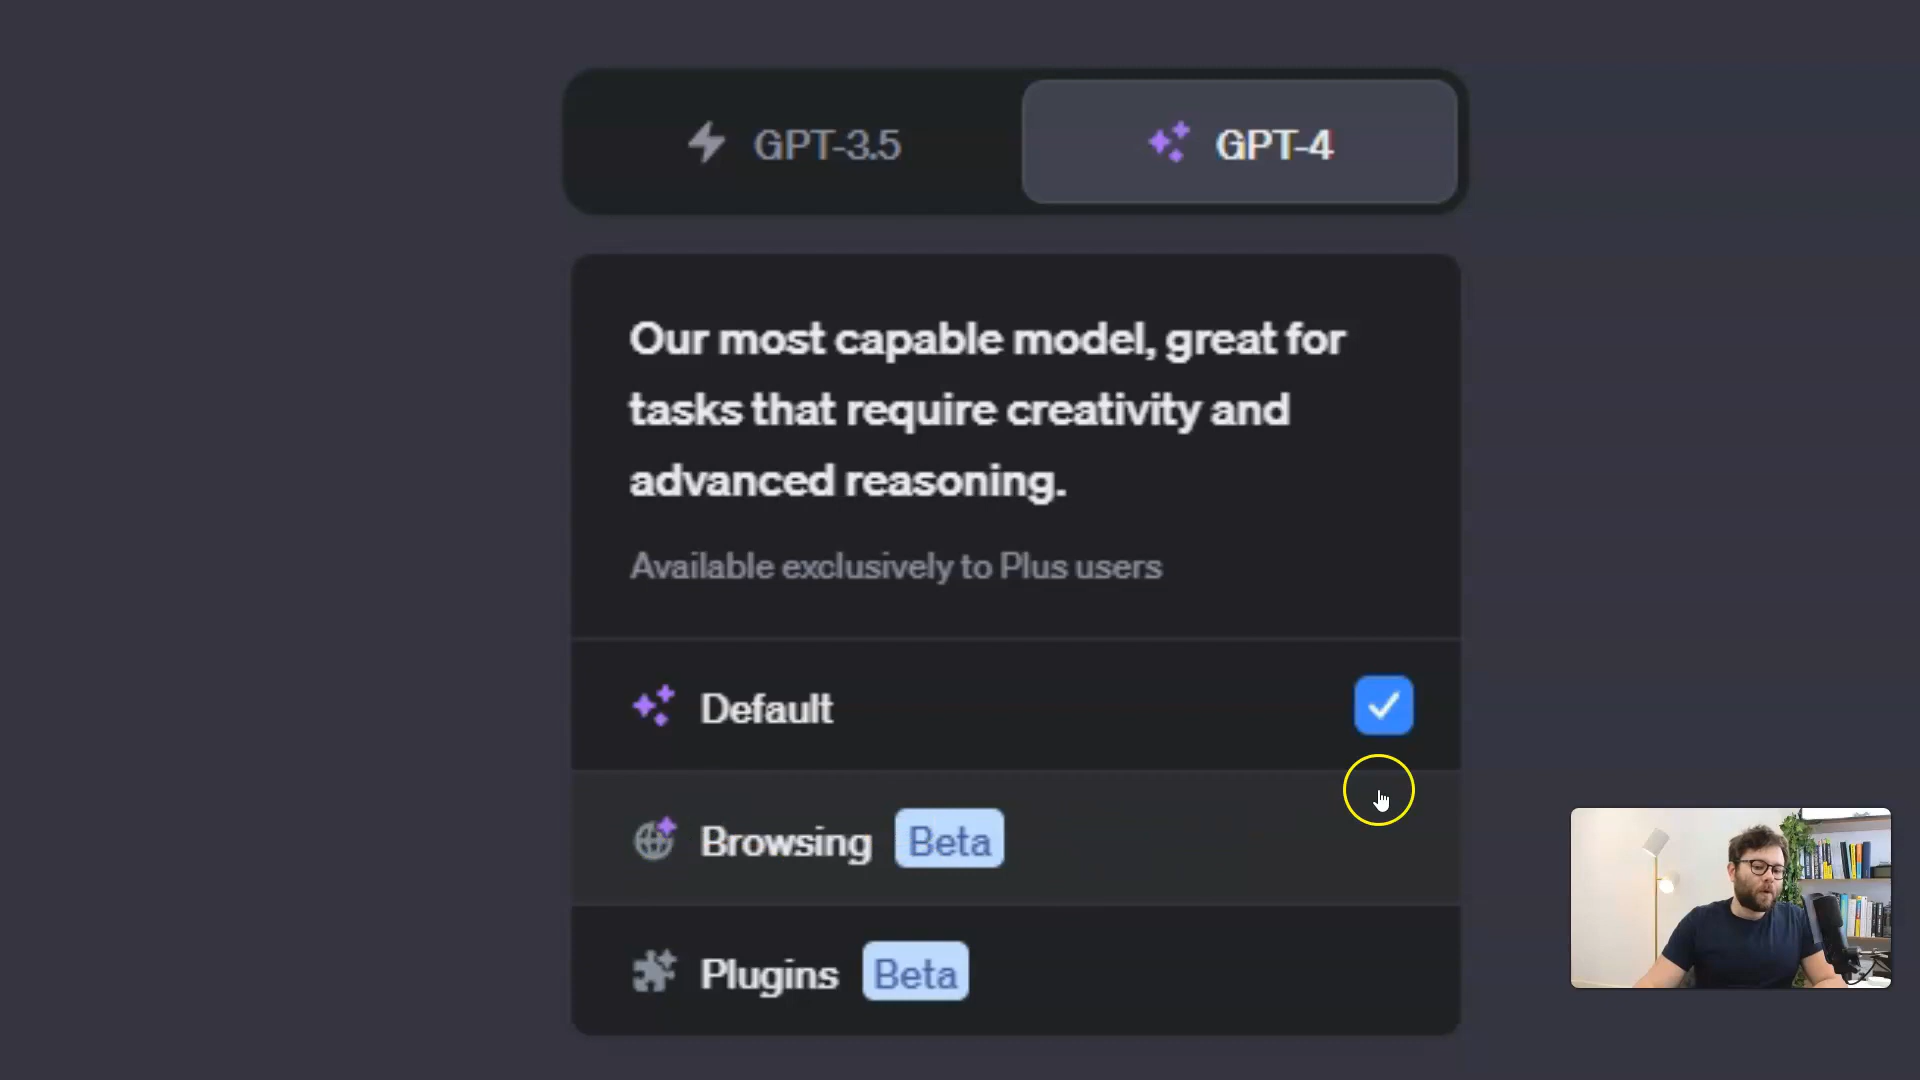 GPT-3.5
GPT-4
Our most capable model, great for
tasks that require creativity and
advanced reasoning.
Available exclusively to Plus users
Default
Browsing Beta
Plugins Beta